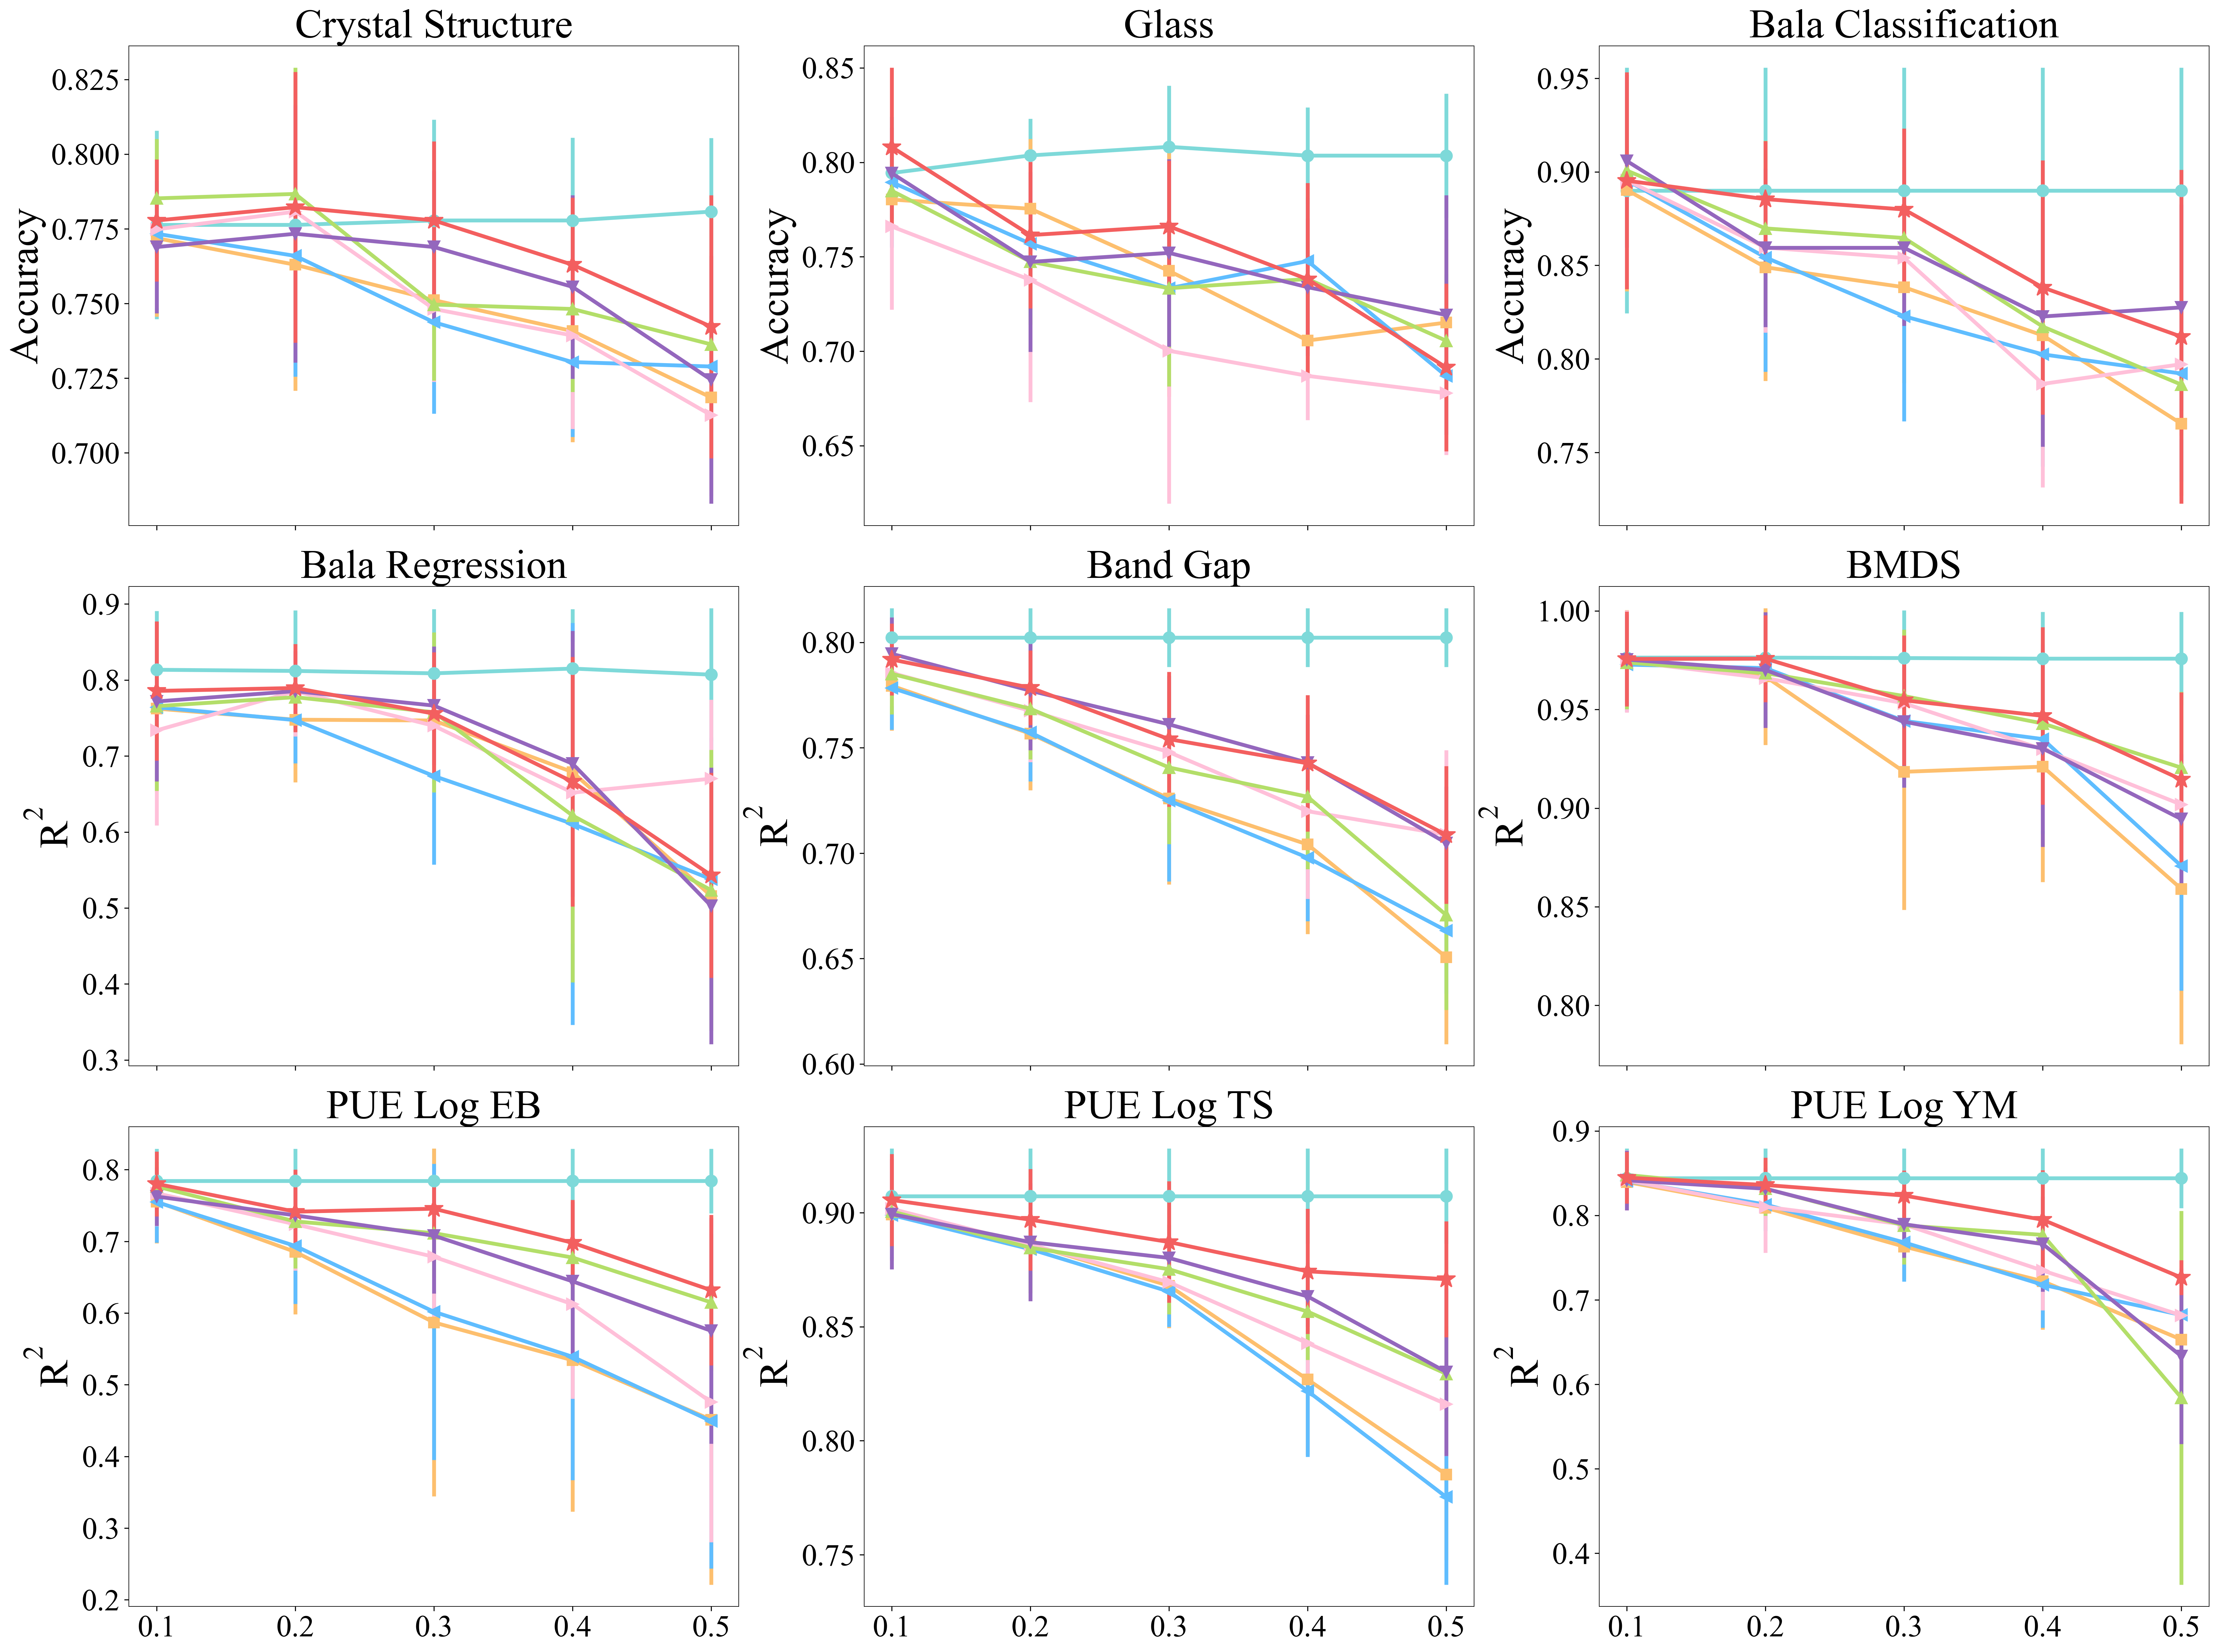 Crystal Structure
Glass
Bala Classification
Accuracy
0.825
0.800
0.775
0.750
0.725
0.700
Accuracy
0.85
0.80
0.75
0.70
0.65
Accuracy
0.95
0.90
0.85
0.80
0.75
Bala Regression
Band Gap
BMDS
R²
0.9
0.8
0.7
0.6
0.5
0.4
0.3
R²
0.80
0.75
0.70
0.65
0.60
R²
1.00
0.95
0.90
0.85
0.80
PUE Log EB
PUE Log TS
PUE Log YM
R²
0.8
0.7
0.6
0.5
0.4
0.3
0.2
R²
0.90
0.85
0.80
0.75
R²
0.9
0.8
0.7
0.6
0.5
0.4
0.1 0.2 0.3 0.4 0.5
0.1 0.2 0.3 0.4 0.5
0.1 0.2 0.3 0.4 0.5